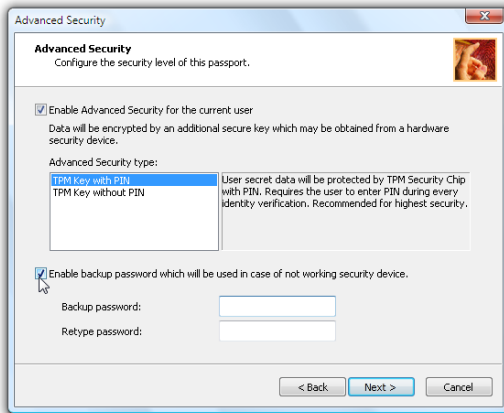 Advanced Security
Advanced Security
Configure the security level of this passport.
Enable Advanced Security for the current user
Data will be encrypted by an additional secure key which may be obtained from a hardware
security device.
Advanced Security type:
TPM Key with PIN
TPM Key without PIN
User secret data will be protected by TPM Security Chip
with PIN. Requires the user to enter PIN during every
identity verification. Recommended for highest security.
Enable backup password which will be used in case of not working security device.
Backup password:
Retype password:
< Back
Next >
Cancel